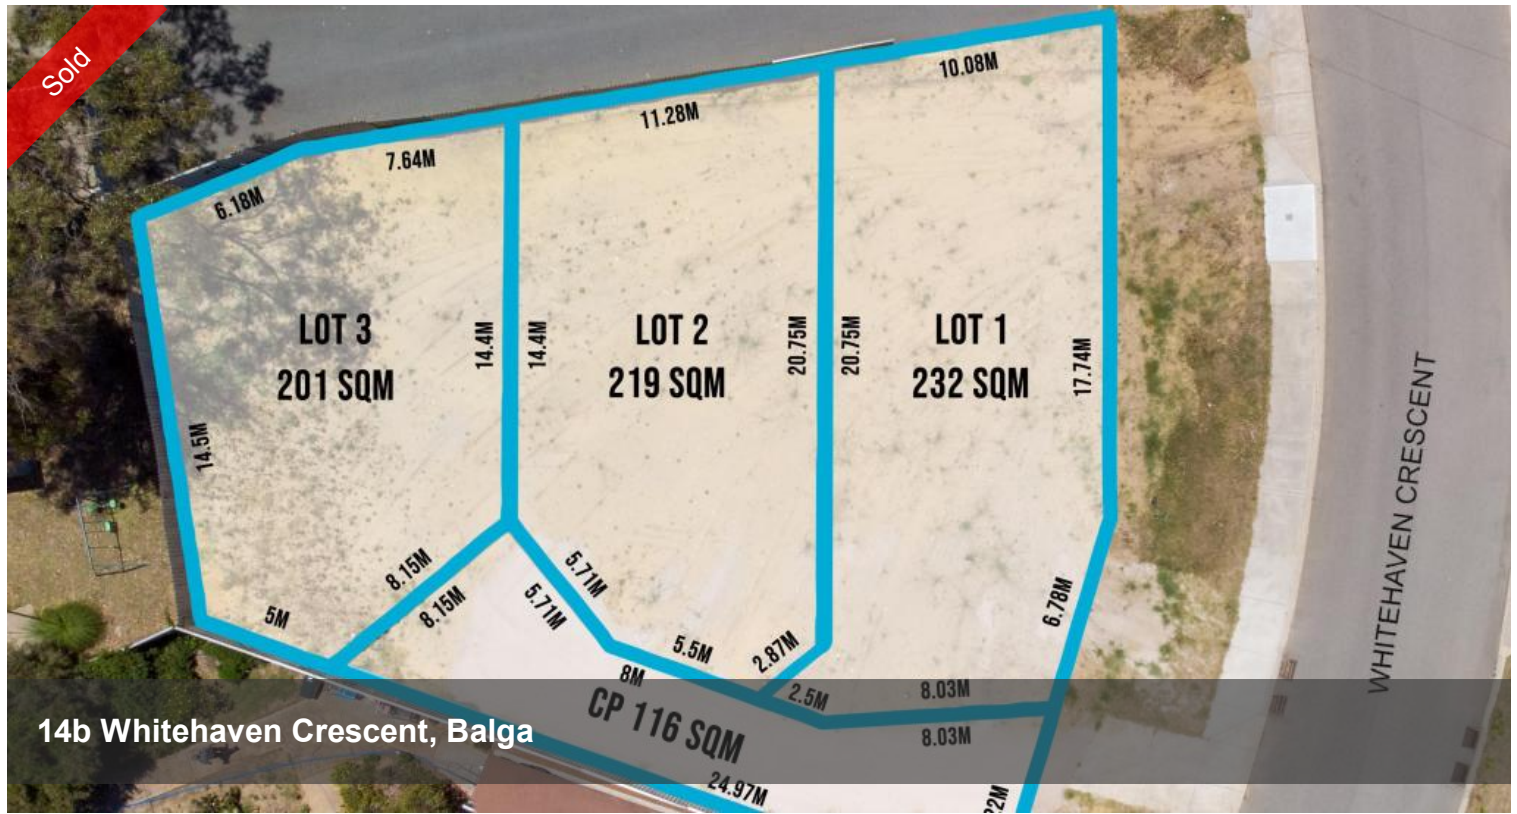 Sold
10.08M
11.28M
7.64M
6.18M
LOT 3
201 SQM
14.4M
14.4M
LOT 2
219 SQM
20.75M
20.75M
LOT 1
232 SQM
17.74M
14.5M
WHITEHAVEN CRESCENT
8.15M
8.15M
5.71M
5.71M
6.78M
5M
5.5M
2.87M
8M
2.5M
8.03M
8.03M
CP 116 SQM
14b Whitehaven Crescent, Balga
24.97M